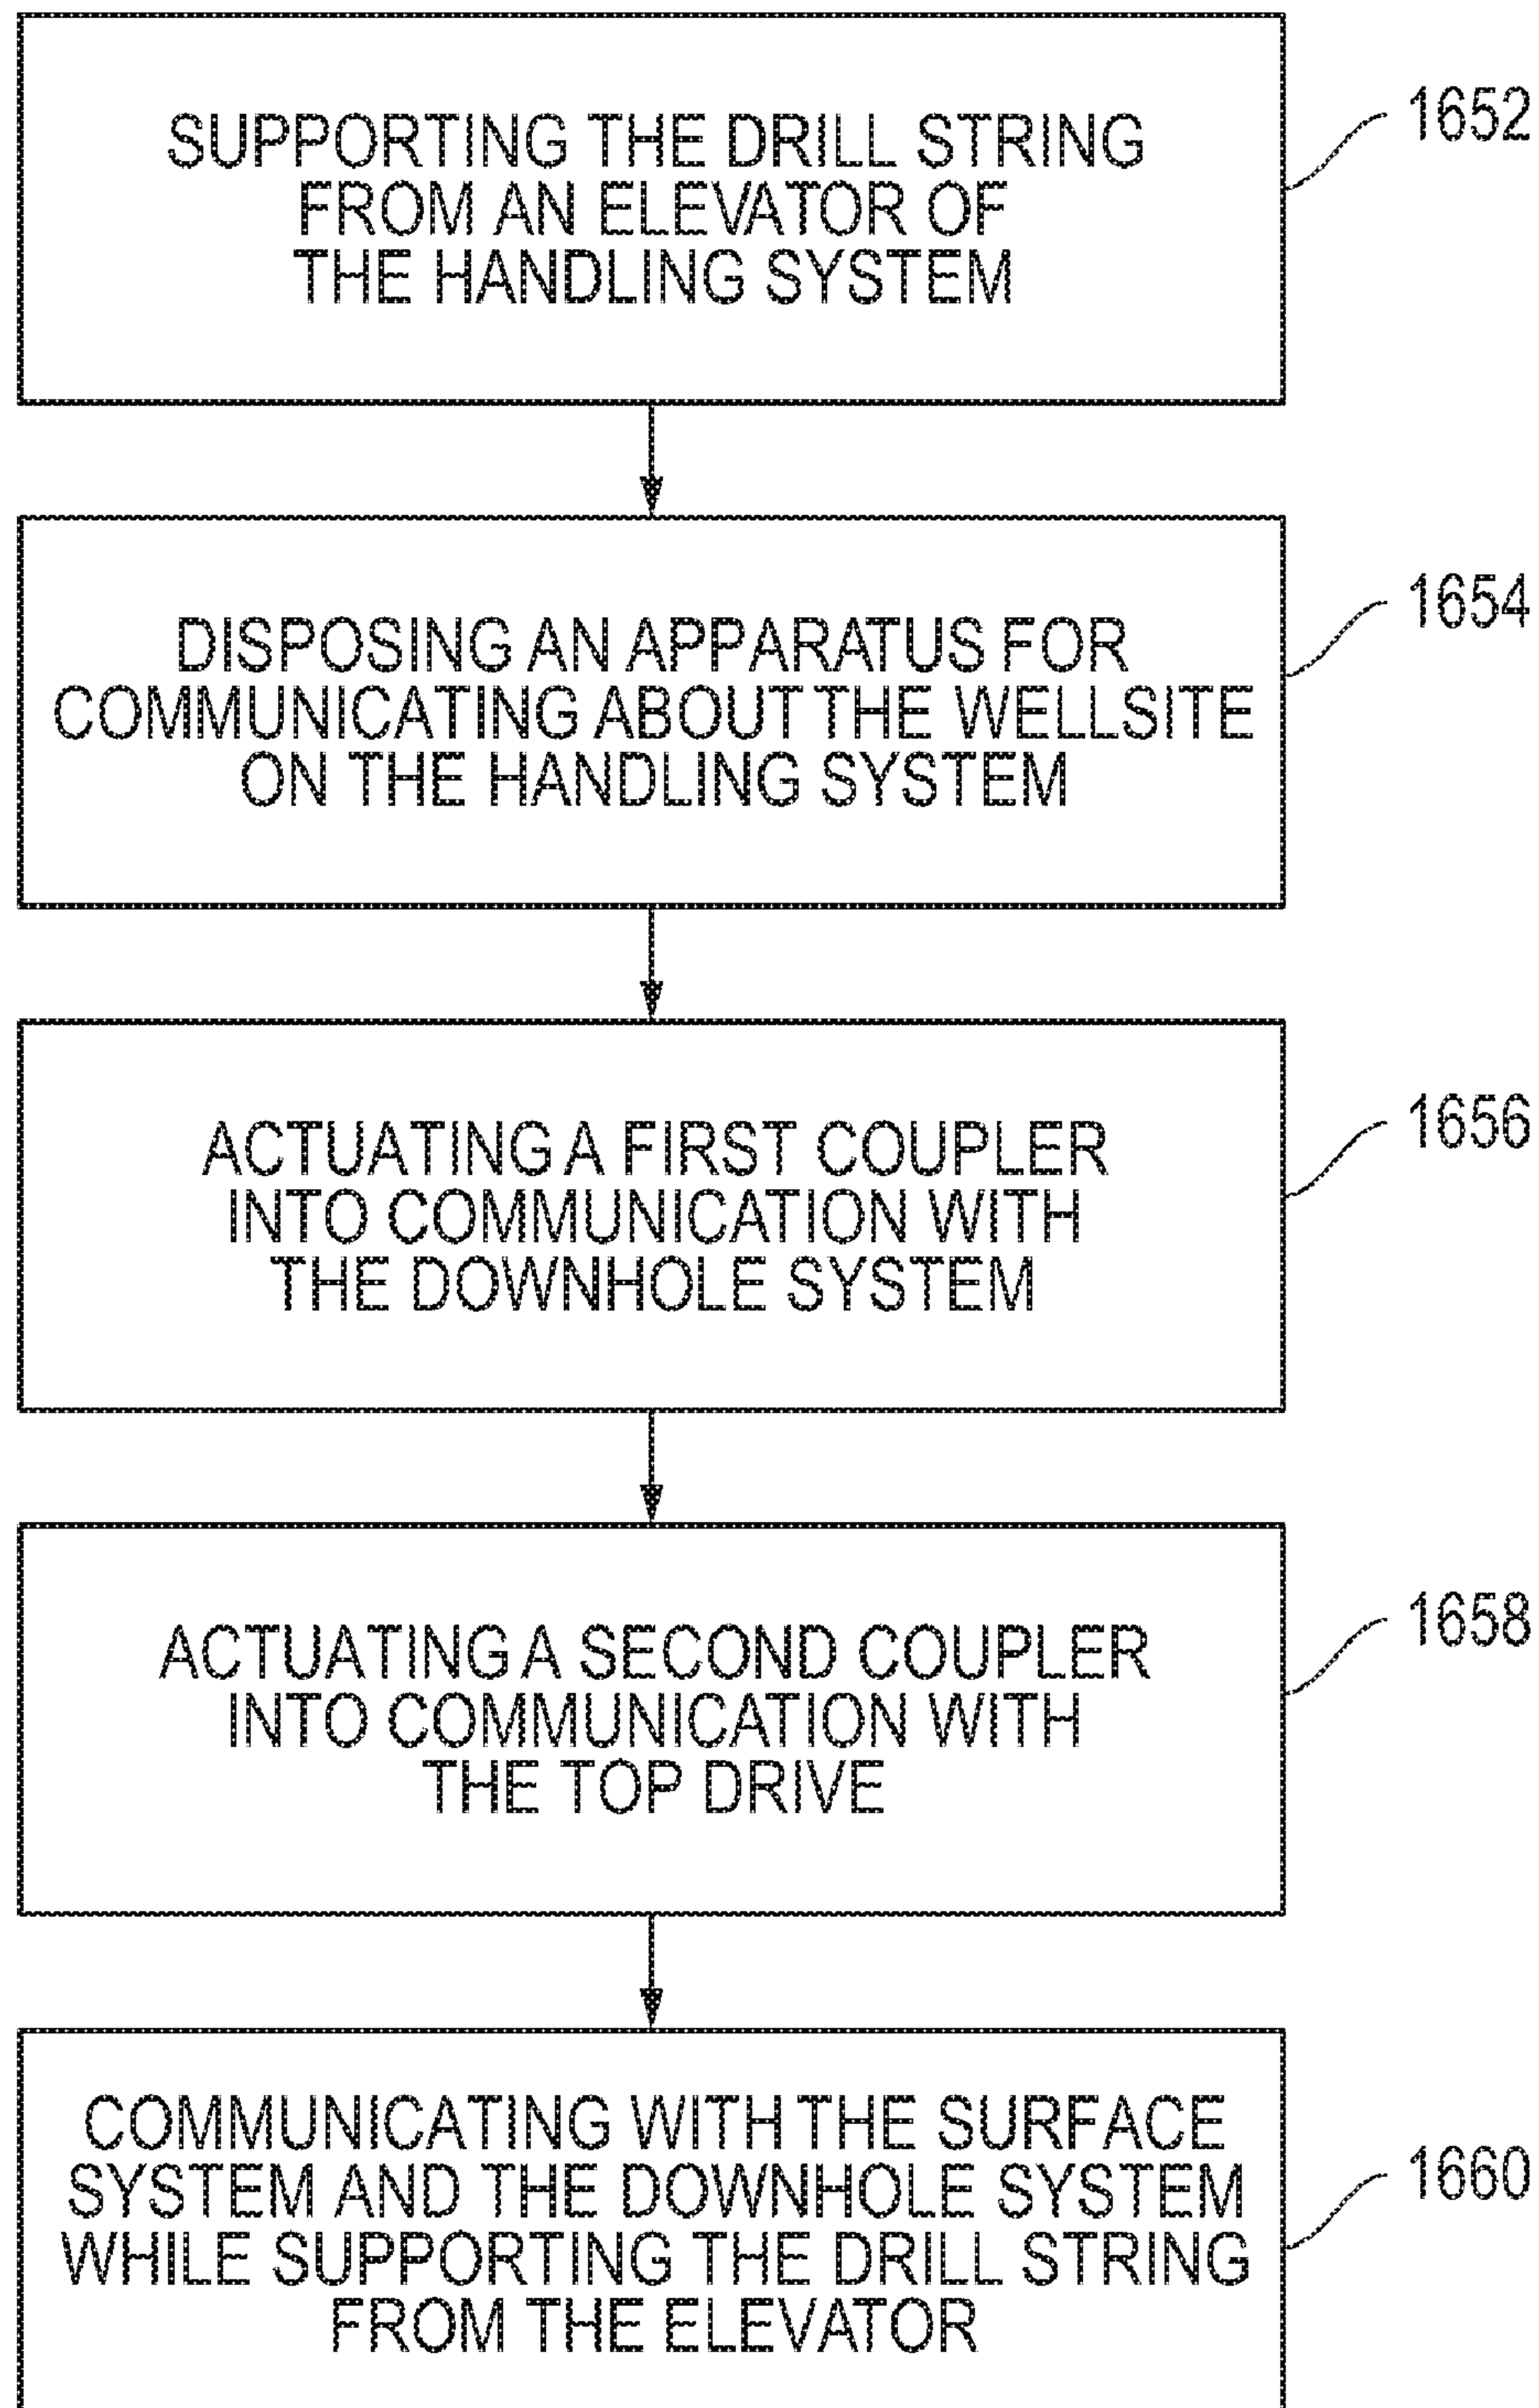 SUPPORTING THE DRILL STRING
FROM AN ELEVATOR OF
THE HANDLING SYSTEM
1652
DISPOSING AN APPARATUS FOR
COMMUNICATING ABOUT THE WELLSITE
ON THE HANDLING SYSTEM
1654
ACTUATING A FIRST COUPLER
INTO COMMUNICATION WITH
THE DOWNHOLE SYSTEM
1656
ACTUATING A SECOND COUPLER
INTO COMMUNICATION WITH
THE TOP DRIVE
1658
COMMUNICATING WITH THE SURFACE
SYSTEM AND THE DOWNHOLE SYSTEM
WHILE SUPPORTING THE DRILL STRING
FROM THE ELEVATOR
1660